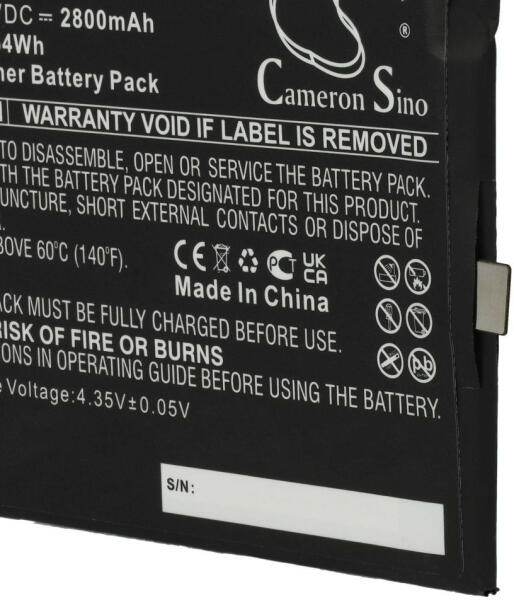 VDC ⎓ 2800mAh
4Wh
mer Battery Pack
®
Cameron Sino
WARRANTY VOID IF LABEL IS REMOVED
TO DISASSEMBLE, OPEN OR SERVICE THE BATTERY PACK.
TH THE BATTERY PACK DESIGNATED FOR THIS PRODUCT.
UNCTURE, SHORT EXTERNAL CONTACTS OR DISPOSE OF
BOVE 60°C (140°F).
CE UK CA
Made In China
ACK MUST BE FULLY CHARGED BEFORE USE.
RISK OF FIRE OR BURNS
IONS IN OPERATING GUIDE BEFORE USING THE BATTERY.
e Voltage:4.35V±0.05V
Pb
S/N: